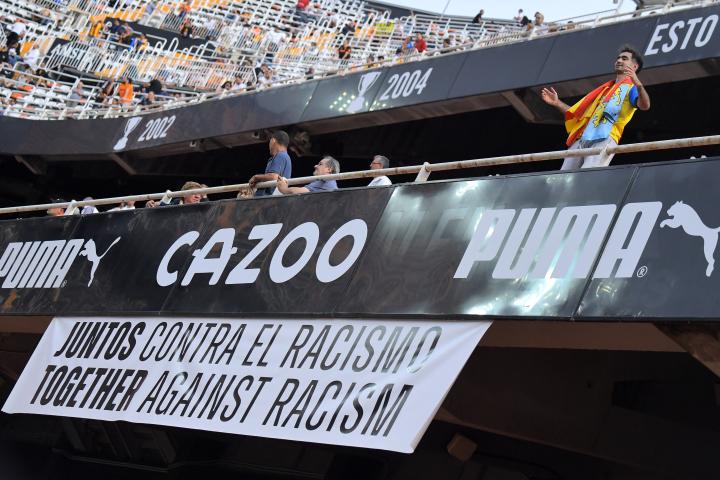 2002
2004
ESTO
PUMA
CAZOO
PUMA
JUNTOS CONTRA EL RACISMO
TOGETHER AGAINST RACISM